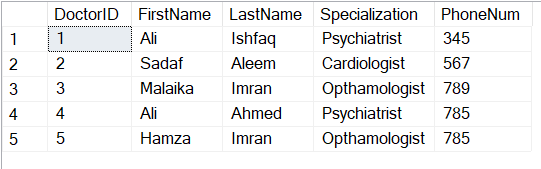 DoctorID FirstName LastName Specialization PhoneNum
1 1 Ali Ishfaq Psychiatrist 345
2 2 Sadaf Aleem Cardiologist 567
3 3 Malaika Imran Opthamologist 789
4 4 Ali Ahmed Psychiatrist 785
5 5 Hamza Imran Opthamologist 785